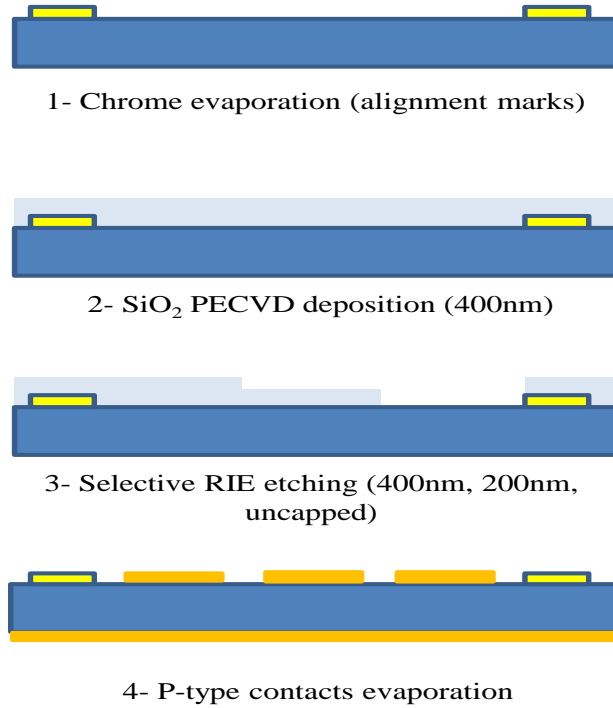 1- Chrome evaporation (alignment marks)
2- SiO₂ PECVD deposition (400nm)
3- Selective RIE etching (400nm, 200nm,
uncapped)
4- P-type contacts evaporation